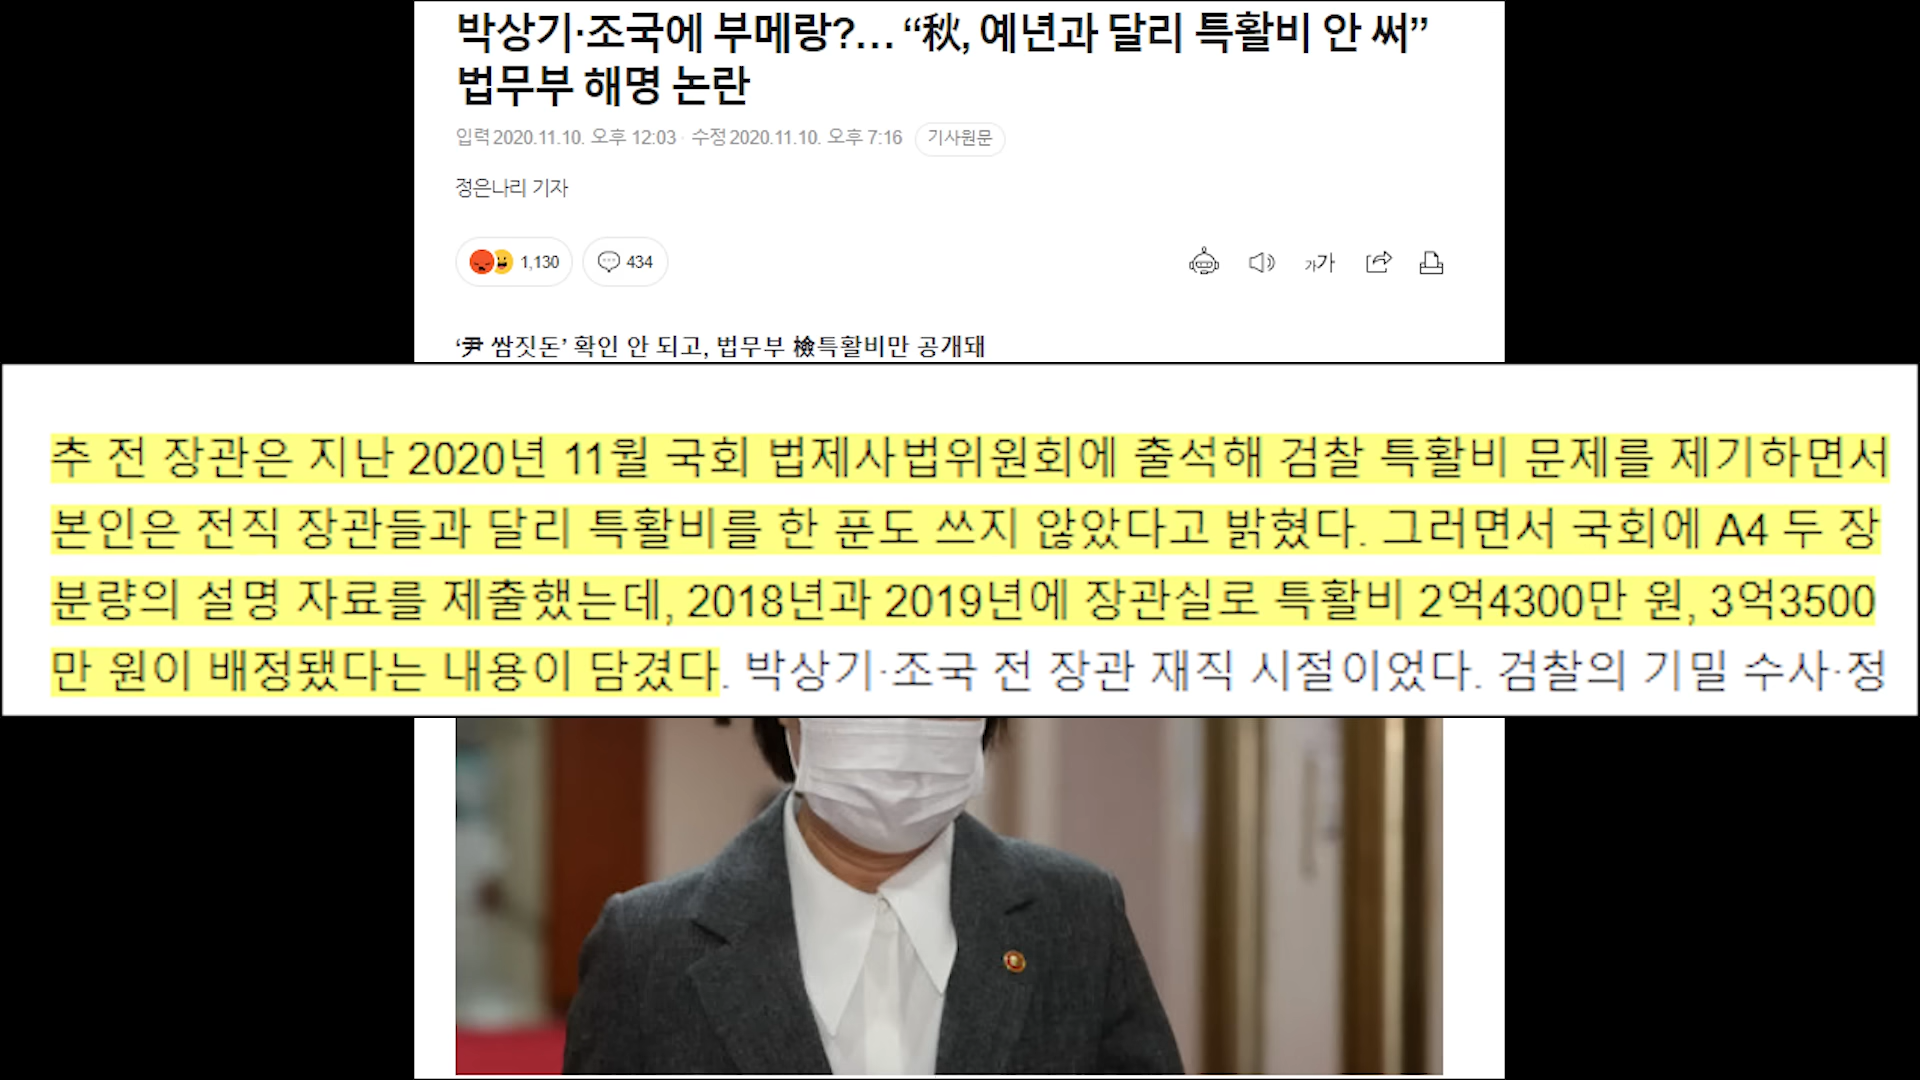 박상기·조국에 부메랑?… “秋, 예년과 달리 특활비 안 써”
법무부 해명 논란
입력 2020.11.10. 오후 12:03 · 수정 2020.11.10. 오후 7:16 기사원문
정은나리 기자
1,130 434 가가
‘尹 쌈짓돈’ 확인 안 되고, 법무부 檢특활비만 공개돼
추 전 장관은 지난 2020년 11월 국회 법제사법위원회에 출석해 검찰 특활비 문제를 제기하면서
본인은 전직 장관들과 달리 특활비를 한 푼도 쓰지 않았다고 밝혔다. 그러면서 국회에 A4 두 장
분량의 설명 자료를 제출했는데, 2018년과 2019년에 장관실로 특활비 2억4300만 원, 3억3500
만 원이 배정됐다는 내용이 담겼다. 박상기·조국 전 장관 재직 시절이었다. 검찰의 기밀 수사·정